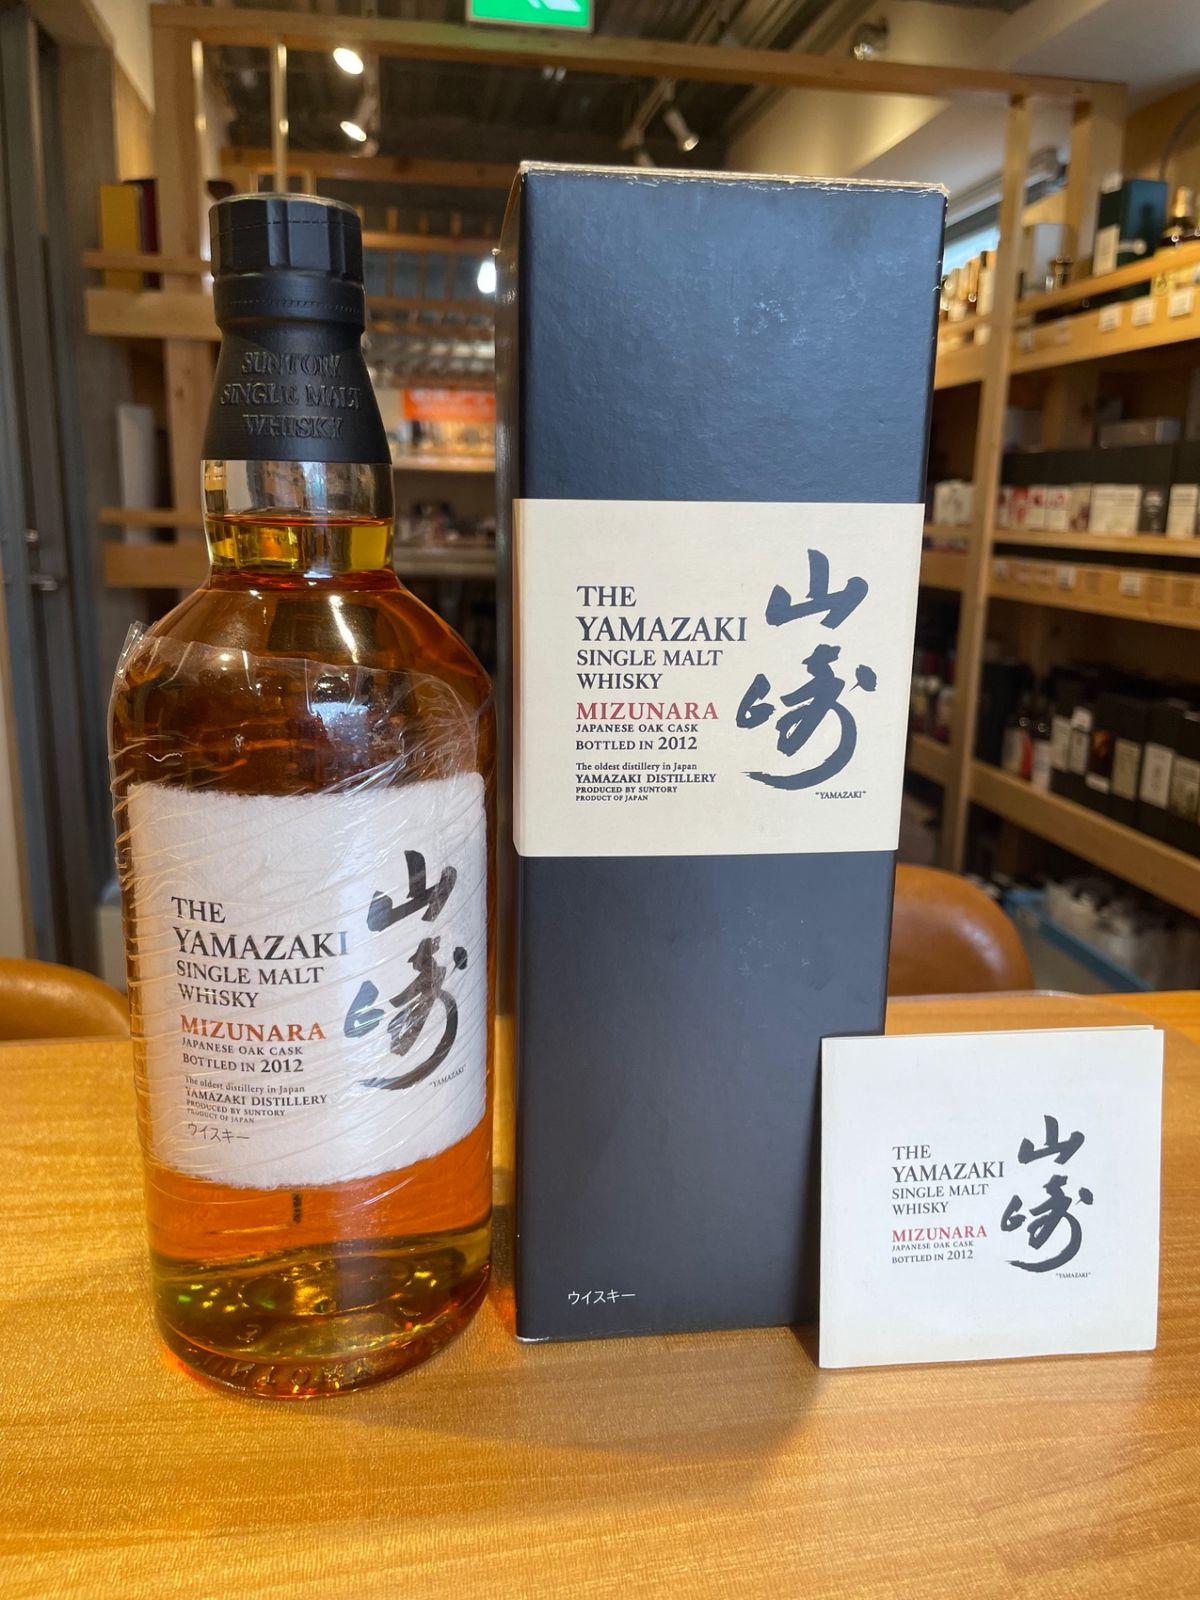 SUNTORY
SINGLE MALT
WHISKY
THE
YAMAZAKI
SINGLE MALT
WHISKY
MIZUNARA
JAPANESE OAK CASK
BOTTLED IN 2012
The oldest distillery in Japan
YAMAZAKI DISTILLERY
PRODUCED BY SUNTORY
PRODUCT OF JAPAN
ウイスキー
山崎
"YAMAZAKI"
SUNTORY
THE
YAMAZAKI
SINGLE MALT
WHISKY
MIZUNARA
JAPANESE OAK CASK
BOTTLED IN 2012
The oldest distillery in Japan
YAMAZAKI DISTILLERY
PRODUCED BY SUNTORY
PRODUCT OF JAPAN
山崎
"YAMAZAKI"
ウイスキー
THE
YAMAZAKI
SINGLE MALT
WHISKY
MIZUNARA
JAPANESE OAK CASK
BOTTLED IN 2012
山崎
"YAMAZAKI"